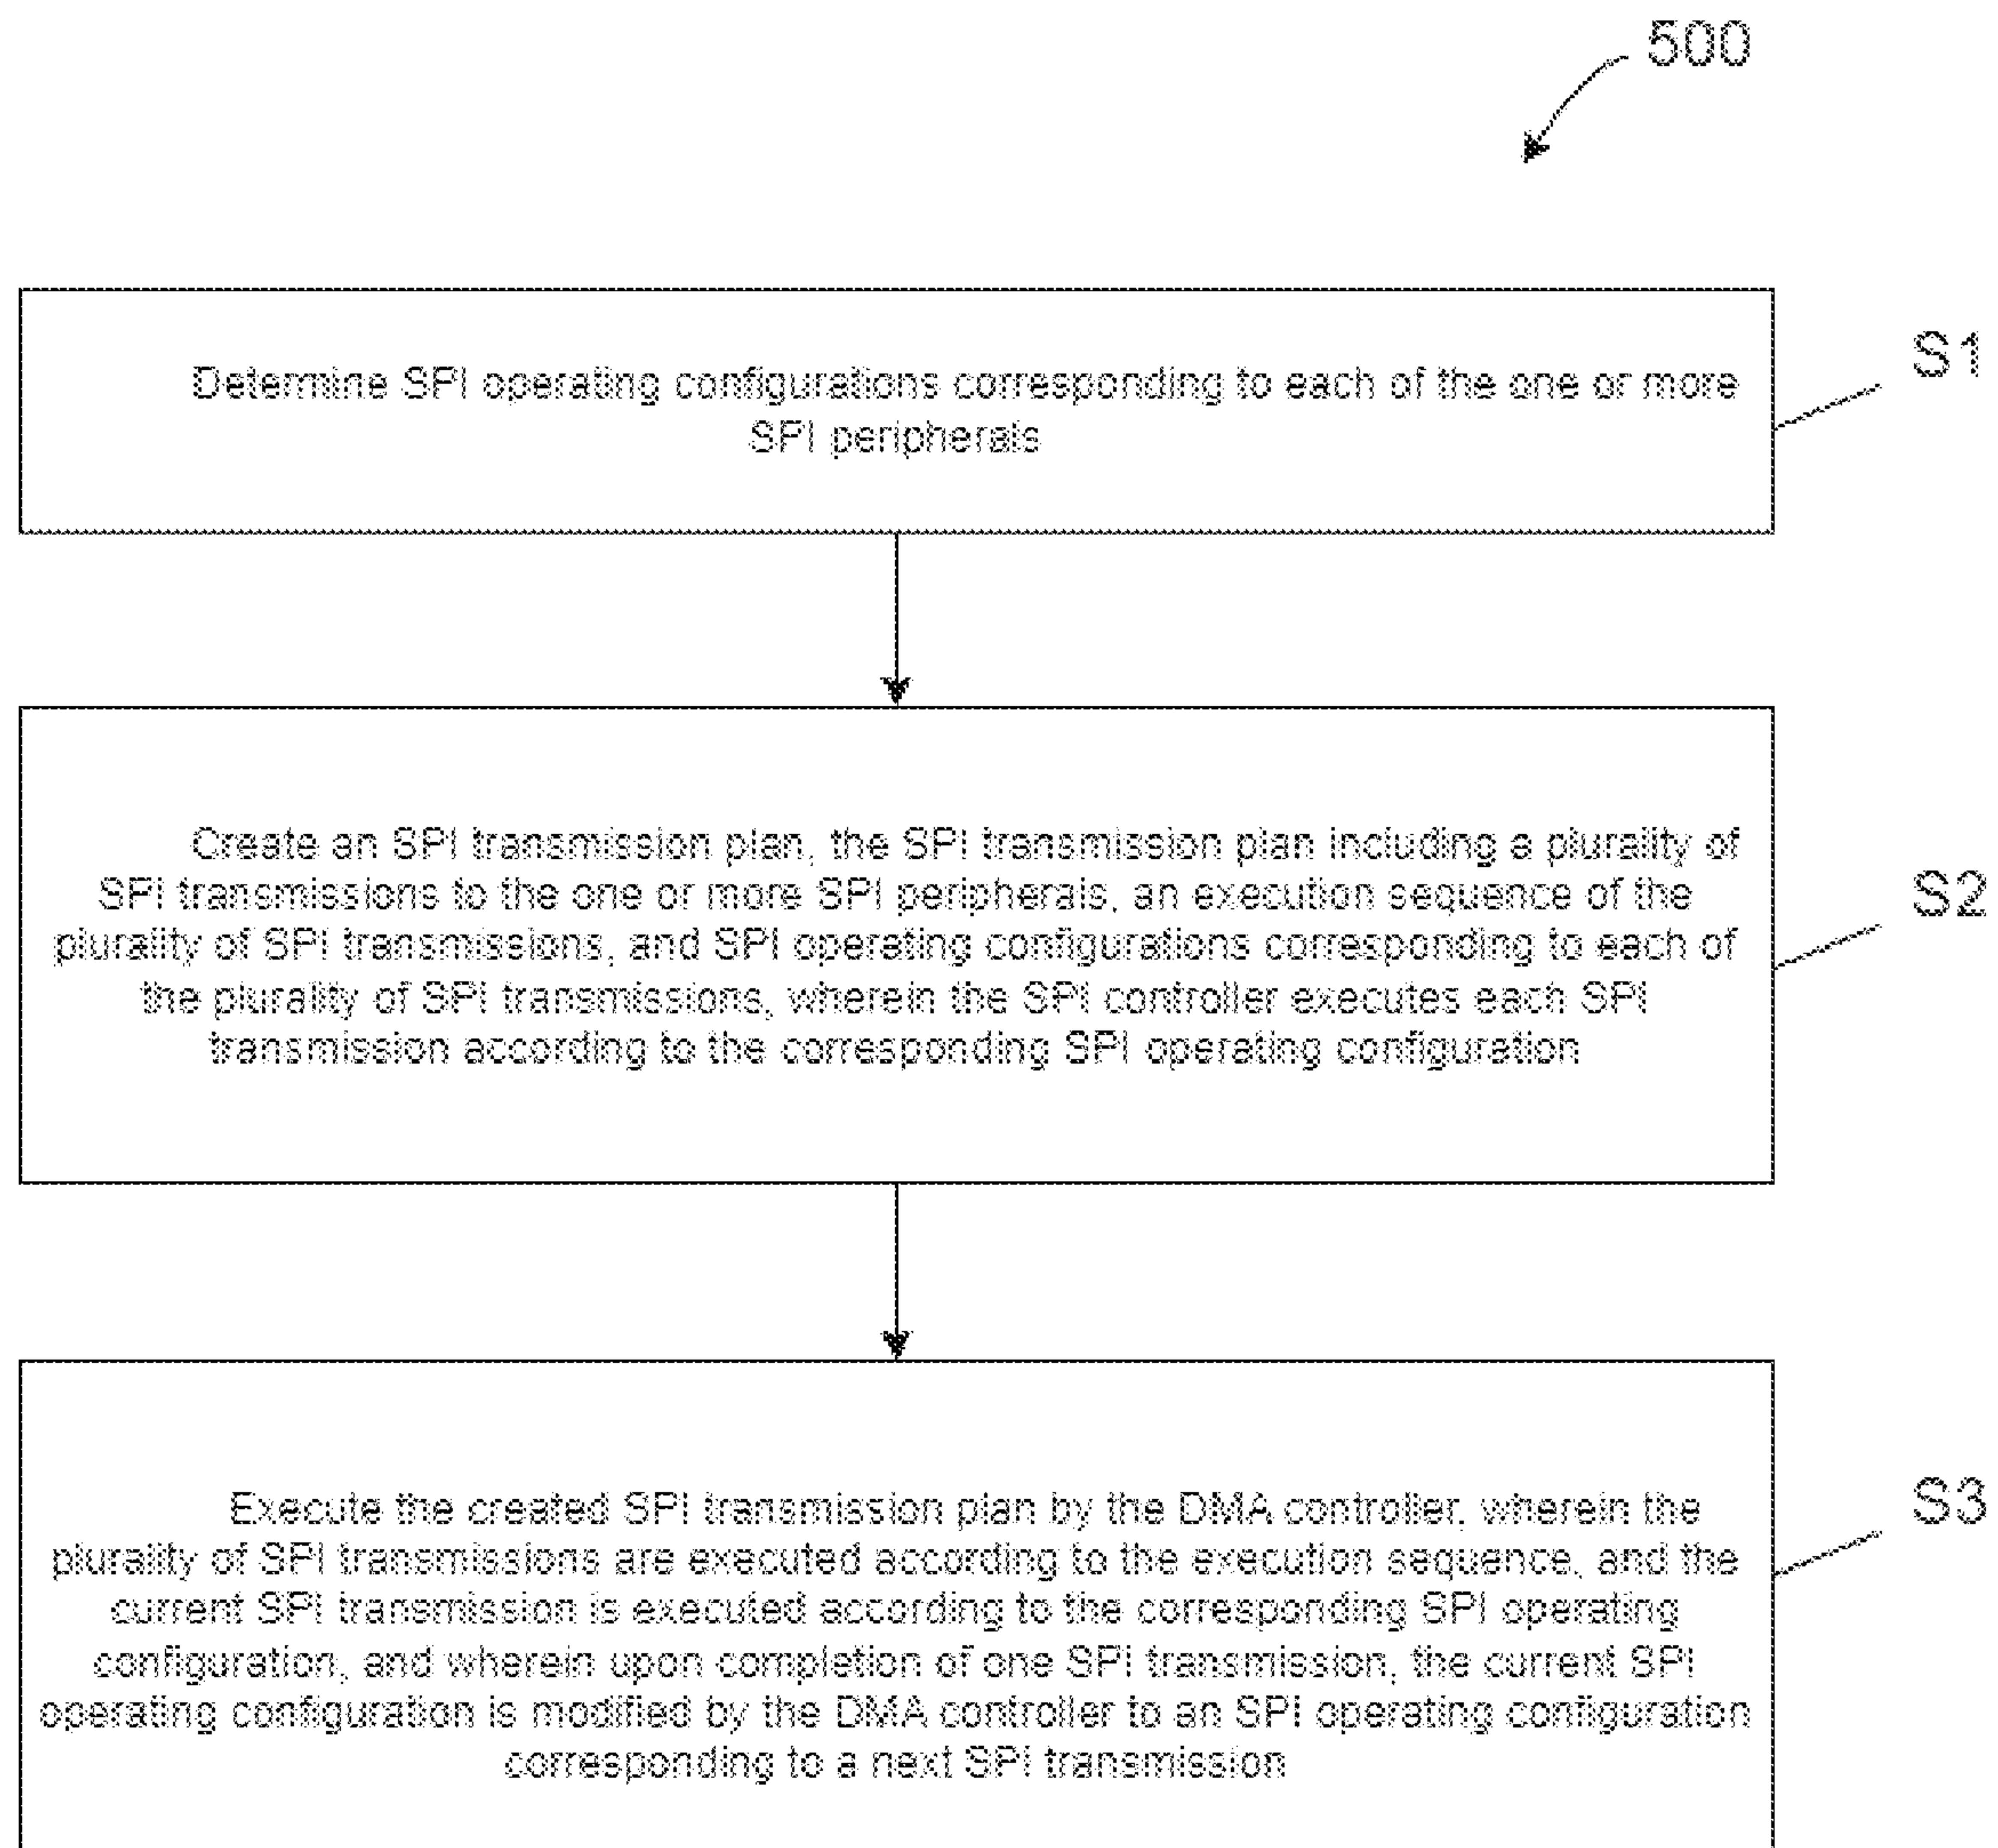 500
Determine SPI operating configurations corresponding to each of the one or more
SPI peripherals
S1
Create an SPI transmission plan, the SPI transmission plan including a plurality of
SPI transmissions to the one or more SPI peripherals, an execution sequence of the
plurality of SPI transmissions, and SPI operating configurations corresponding to each of
the plurality of SPI transmissions, wherein the SPI controller executes each SPI
transmission according to the corresponding SPI operating configuration
S2
Execute the created SPI transmission plan by the DMA controller, wherein the
plurality of SPI transmissions are executed according to the execution sequence, and the
current SPI transmission is executed according to the corresponding SPI operating
configuration, and wherein upon completion of one SPI transmission, the current SPI
operating configuration is modified by the DMA controller to an SPI operating configuration
corresponding to a next SPI transmission
S3